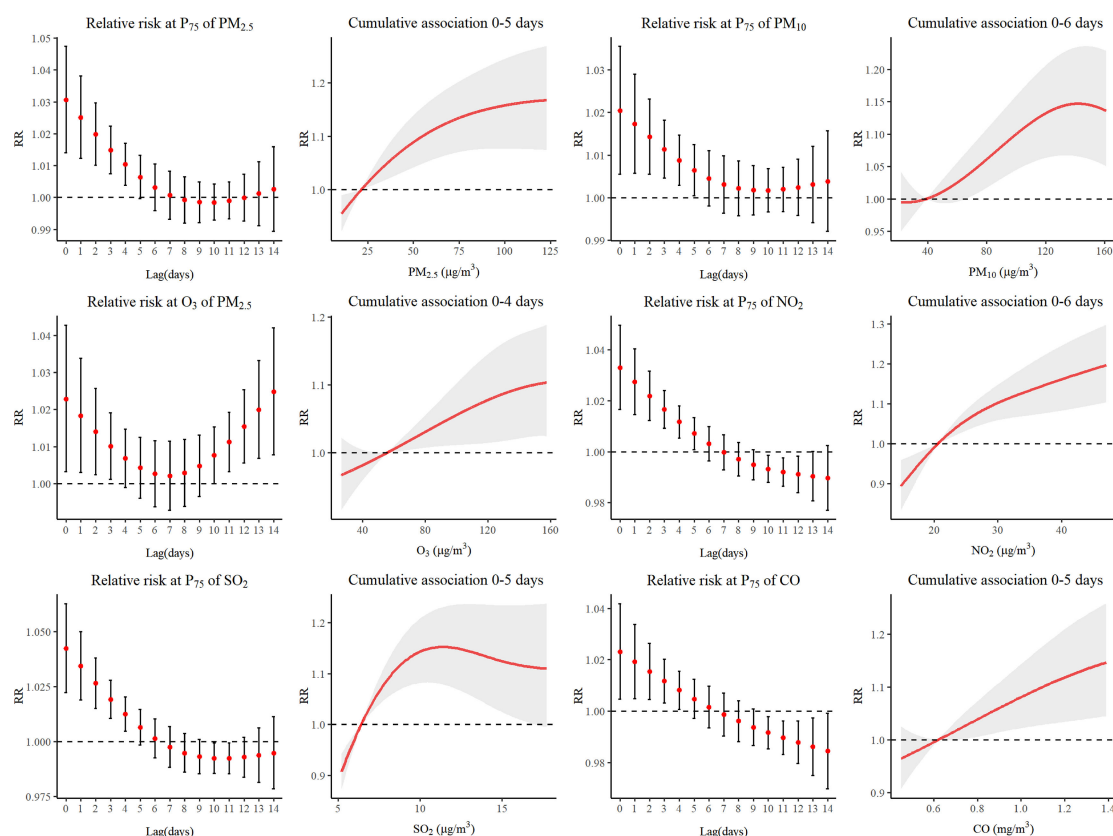 Relative risk at P75 of PM2.5
1.05
1.04
1.03
1.02
1.01
1.00
0.99
RR
0 1 2 3 4 5 6 7 8 9 10 11 12 13 14
Lag(days)
Cumulative association 0-5 days
1.2
1.1
1.0
RR
25 50 75 100 125
PM2.5 (μg/m³)
Relative risk at P75 of PM10
1.03
1.02
1.01
1.00
0.99
RR
0 1 2 3 4 5 6 7 8 9 10 11 12 13 14
Lag(days)
Cumulative association 0-6 days
1.20
1.15
1.10
1.05
1.00
0.95
RR
40 80 120 160
PM10 (μg/m³)
Relative risk at O3 of PM2.5
1.04
1.03
1.02
1.01
1.00
RR
0 1 2 3 4 5 6 7 8 9 10 11 12 13 14
Lag(days)
Cumulative association 0-4 days
1.2
1.1
1.0
RR
40 80 120 160
O3 (μg/m³)
Relative risk at P75 of NO2
1.04
1.02
1.00
0.98
RR
0 1 2 3 4 5 6 7 8 9 10 11 12 13 14
Lag(days)
Cumulative association 0-6 days
1.3
1.2
1.1
1.0
0.9
RR
20 30 40
NO2 (μg/m³)
Relative risk at P75 of SO2
1.050
1.025
1.000
0.975
RR
0 1 2 3 4 5 6 7 8 9 10 11 12 13 14
Lag(days)
Cumulative association 0-5 days
1.2
1.1
1.0
0.9
RR
5 10 15
SO2 (μg/m³)
Relative risk at P75 of CO
1.04
1.02
1.00
0.98
RR
0 1 2 3 4 5 6 7 8 9 10 11 12 13 14
Lag(days)
Cumulative association 0-5 days
1.2
1.1
1.0
0.9
RR
0.6 0.8 1.0 1.2 1.4
CO (mg/m³)